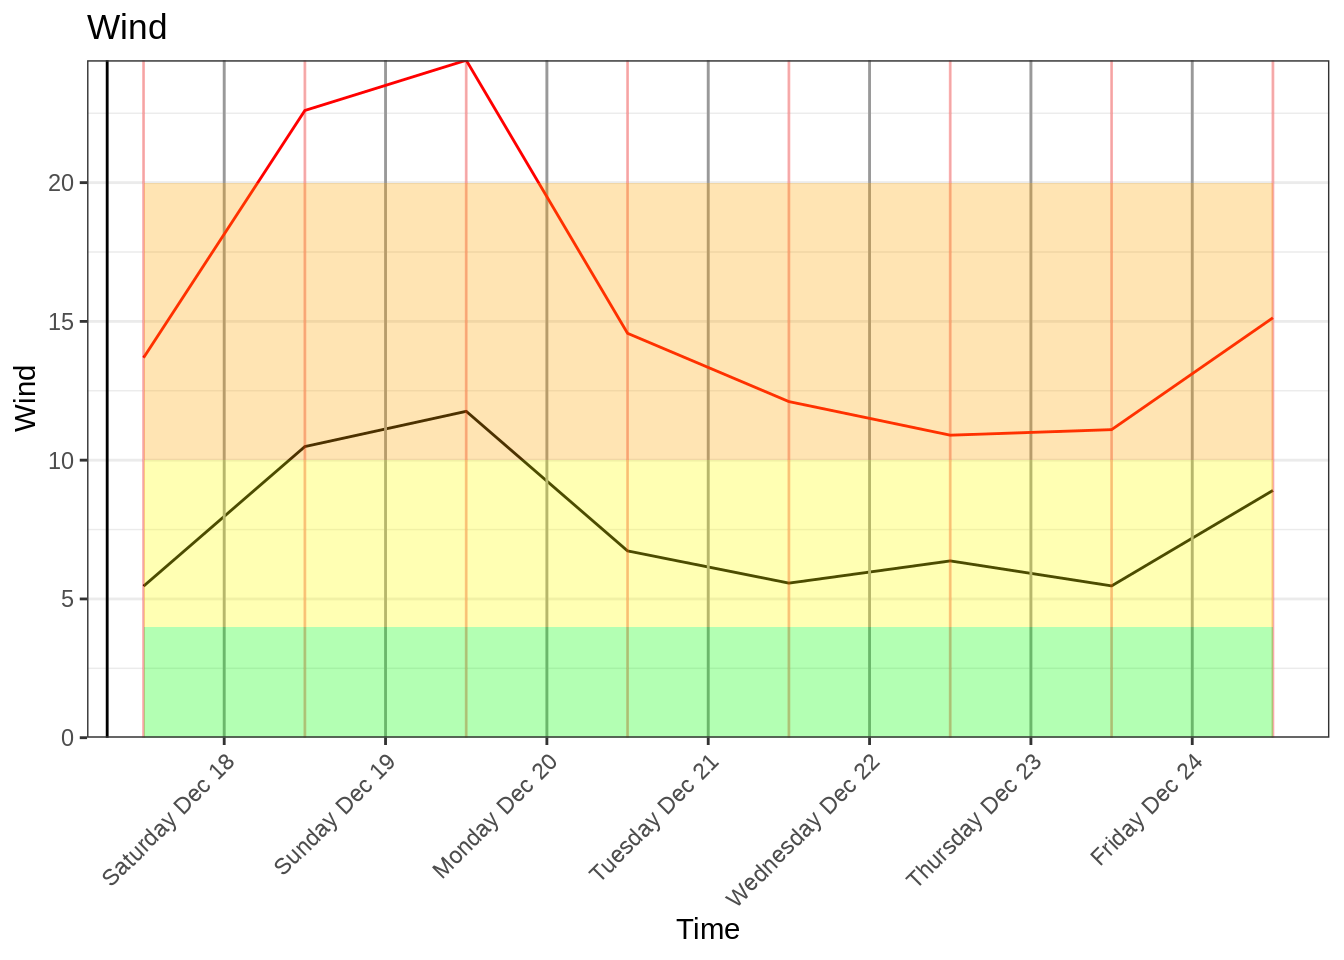 Wind
Wind
20
15
10
5
0
Saturday Dec 18
Sunday Dec 19
Monday Dec 20
Tuesday Dec 21
Wednesday Dec 22
Thursday Dec 23
Friday Dec 24
Time